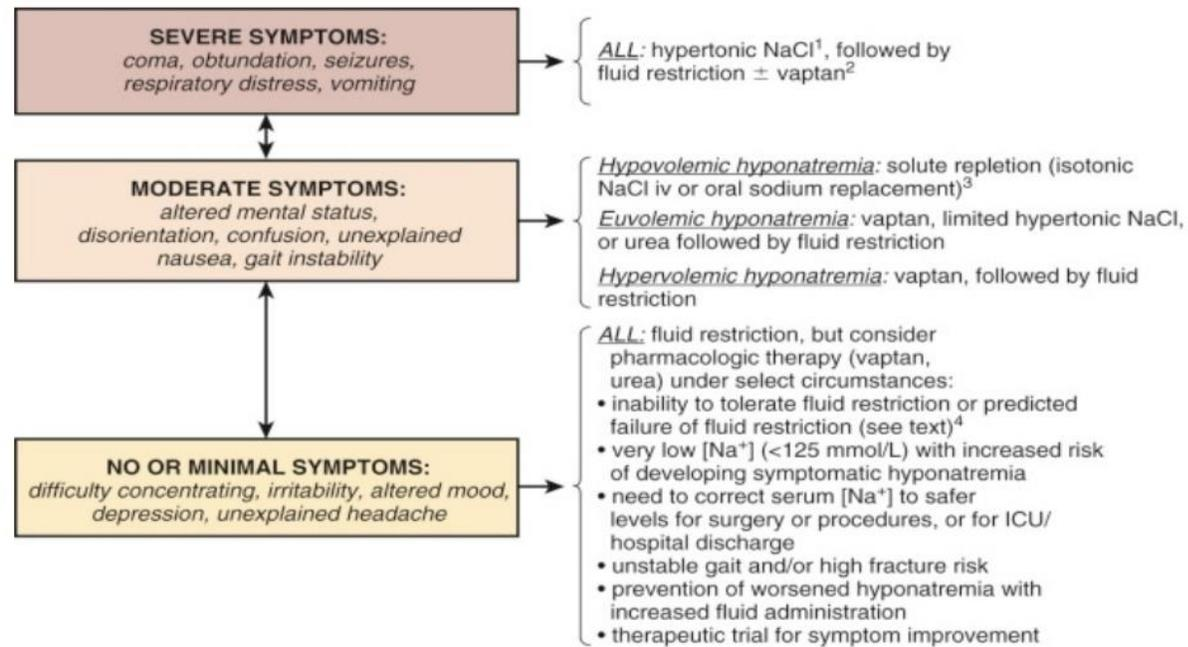 SEVERE SYMPTOMS:
coma, obtundation, seizures,
respiratory distress, vomiting
ALL: hypertonic NaCl¹, followed by
fluid restriction ± vaptan²
MODERATE SYMPTOMS:
altered mental status,
disorientation, confusion, unexplained
nausea, gait instability
Hypovolemic hyponatremia: solute repletion (isotonic
NaCl iv or oral sodium replacement)³
Euvolemic hyponatremia: vaptan, limited hypertonic NaCl,
or urea followed by fluid restriction
Hypervolemic hyponatremia: vaptan, followed by fluid
restriction
NO OR MINIMAL SYMPTOMS:
difficulty concentrating, irritability, altered mood,
depression, unexplained headache
ALL: fluid restriction, but consider
pharmacologic therapy (vaptan,
urea) under select circumstances:
• inability to tolerate fluid restriction or predicted
failure of fluid restriction (see text)⁴
• very low [Na⁺] (<125 mmol/L) with increased risk
of developing symptomatic hyponatremia
• need to correct serum [Na⁺] to safer
levels for surgery or procedures, or for ICU/
hospital discharge
• unstable gait and/or high fracture risk
• prevention of worsened hyponatremia with
increased fluid administration
• therapeutic trial for symptom improvement